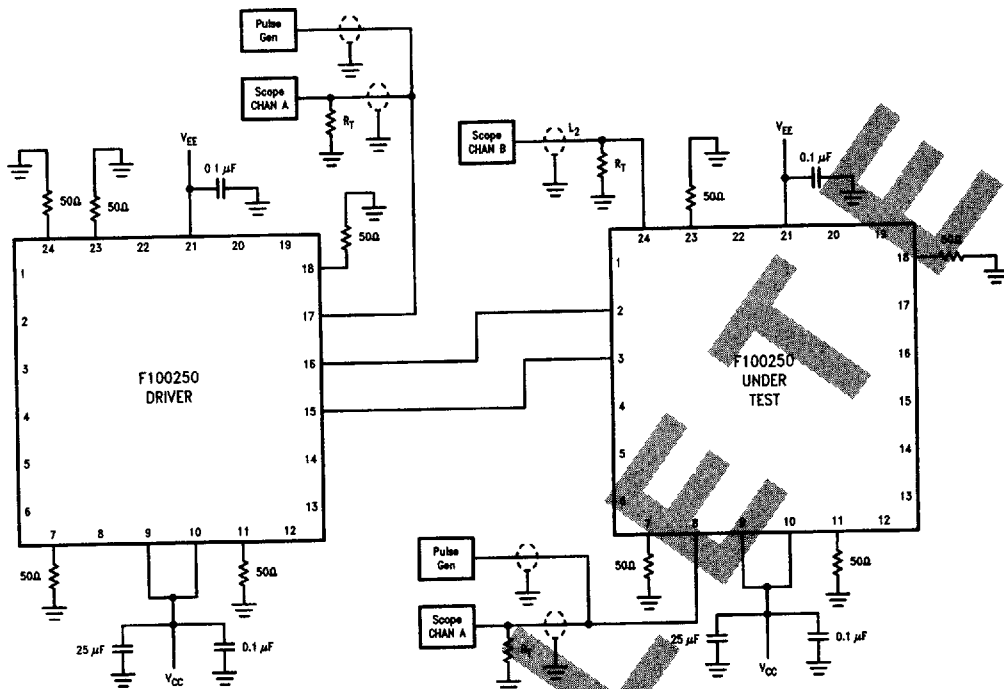 Pulse
Gen
Scope
CHAN A
R_T
V_EE
0.1 µF
50Ω
50Ω
50Ω
24 23 22 21 20 19
1
2
3
4
5
6
18
17
16
15
14
13
F100250
DRIVER
7 8 9 10 11 12
50Ω
50Ω
25 µF
0.1 µF
V_CC
Scope
CHAN B
L_2
R_T
V_EE
0.1 µF
50Ω
50Ω
24 23 22 21 20 19
1
2
3
4
5
6
18
17
16
15
14
13
F100250
UNDER
TEST
7 8 9 10 11 12
50Ω
50Ω
Pulse
Gen
Scope
CHAN A
R_T
25 µF
0.1 µF
V_CC